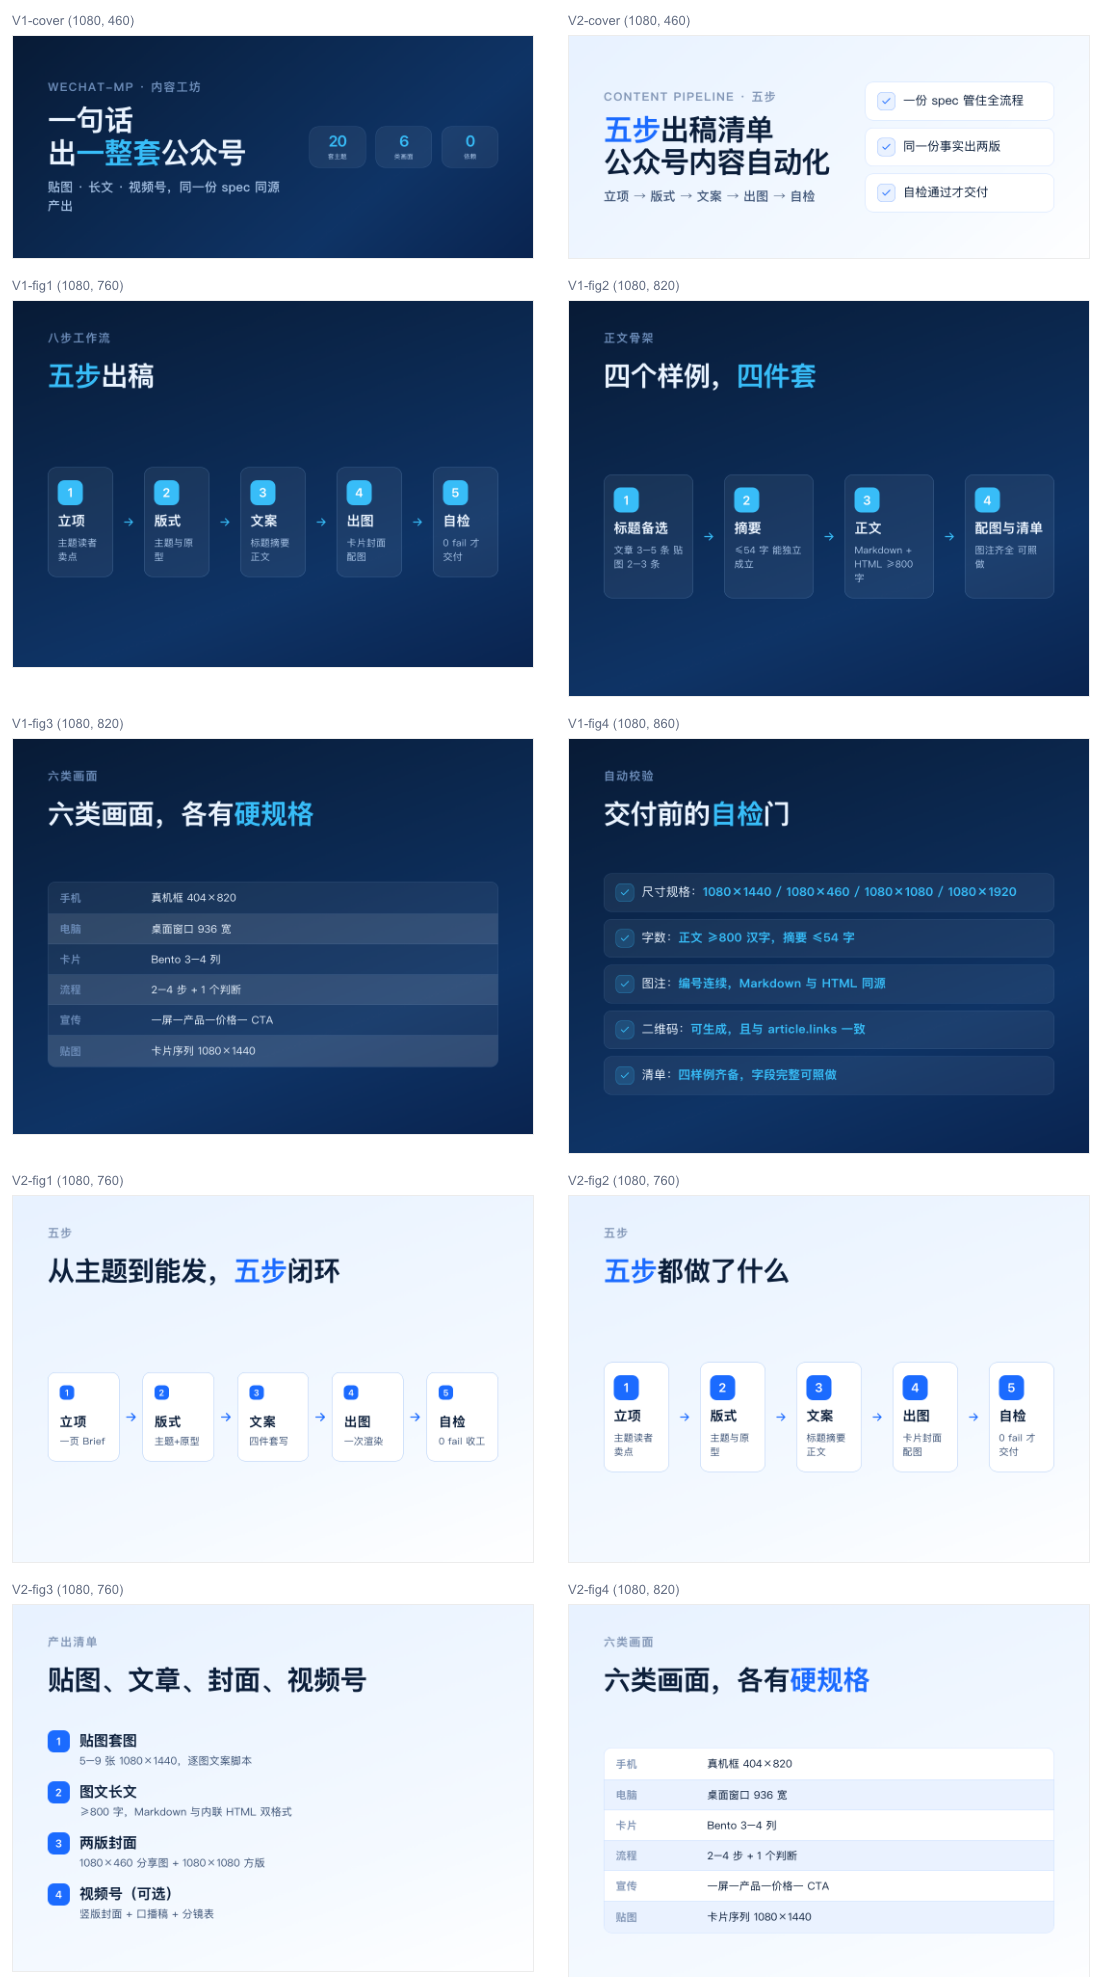 V1-cover (1080, 460)
WECHAT-MP · 内容工坊
一句话
出一整套公众号
贴图 · 长文 · 视频号，同一份 spec 同源
产出
20
套主题
6
类画面
0
依赖
V2-cover (1080, 460)
CONTENT PIPELINE · 五步
五步出稿清单
公众号内容自动化
立项 → 版式 → 文案 → 出图 → 自检
一份 spec 管住全流程
同一份事实出两版
自检通过才交付
V1-fig1 (1080, 760)
八步工作流
五步出稿
1
立项
主题读者
卖点
→
2
版式
主题与原
型
→
3
文案
标题摘要
正文
→
4
出图
卡片封面
配图
→
5
自检
0 fail 才
交付
V1-fig2 (1080, 820)
正文骨架
四个样例，四件套
1
标题备选
文章 3–5 条 贴
图 2–3 条
→
2
摘要
≤54 字 能独立
成立
→
3
正文
Markdown +
HTML ≥800
字
→
4
配图与清单
图注齐全 可照
做
V1-fig3 (1080, 820)
六类画面
六类画面，各有硬规格
手机 真机框 404×820
电脑 桌面窗口 936 宽
卡片 Bento 3–4 列
流程 2–4 步 + 1 个判断
宣传 一屏一产品一价格一 CTA
贴图 卡片序列 1080×1440
V1-fig4 (1080, 860)
自动校验
交付前的自检门
尺寸规格：1080×1440 / 1080×460 / 1080×1080 / 1080×1920
字数：正文 ≥800 汉字，摘要 ≤54 字
图注：编号连续，Markdown 与 HTML 同源
二维码：可生成，且与 article.links 一致
清单：四样例齐备，字段完整可照做
V2-fig1 (1080, 760)
五步
从主题到能发，五步闭环
1
立项
一页 Brief
→
2
版式
主题+原型
→
3
文案
四件套写
→
4
出图
一次渲染
→
5
自检
0 fail 收工
V2-fig2 (1080, 760)
五步
五步都做了什么
1
立项
主题读者
卖点
→
2
版式
主题与原
型
→
3
文案
标题摘要
正文
→
4
出图
卡片封面
配图
→
5
自检
0 fail 才
交付
V2-fig3 (1080, 760)
产出清单
贴图、文章、封面、视频号
1 贴图套图
5–9 张 1080×1440，逐图文案脚本
2 图文长文
≥800 字，Markdown 与内联 HTML 双格式
3 两版封面
1080×460 分享图 + 1080×1080 方版
4 视频号（可选）
竖版封面 + 口播稿 + 分镜表
V2-fig4 (1080, 820)
六类画面
六类画面，各有硬规格
手机 真机框 404×820
电脑 桌面窗口 936 宽
卡片 Bento 3–4 列
流程 2–4 步 + 1 个判断
宣传 一屏一产品一价格一 CTA
贴图 卡片序列 1080×1440